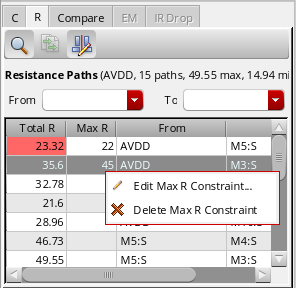 C R Compare EM IR Drop
Resistance Paths (AVDD, 15 paths, 49.55 max, 14.94 mi
From To
Total R Max R From
23.32 22 AVDD M5:S
35.6 45 AVDD M3:S
32.78
Edit Max R Constraint...
21.6
Delete Max R Constraint
28.96
46.73 M5:S M4:S
49.55 M5:S M3:S